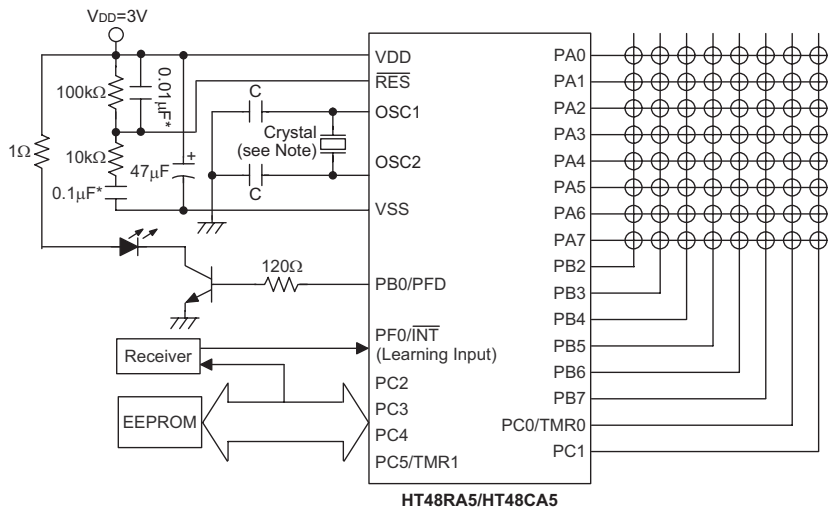 VDD=3V
100kΩ
0.01μF*
1Ω
10kΩ
47μF
+
0.1μF*
C
Crystal
(see Note)
C
120Ω
Receiver
EEPROM
VDD
RES
OSC1
OSC2
VSS
PB0/PFD
PF0/INT
(Learning Input)
PC2
PC3
PC4
PC5/TMR1
PA0
PA1
PA2
PA3
PA4
PA5
PA6
PA7
PB2
PB3
PB4
PB5
PB6
PB7
PC0/TMR0
PC1
HT48RA5/HT48CA5